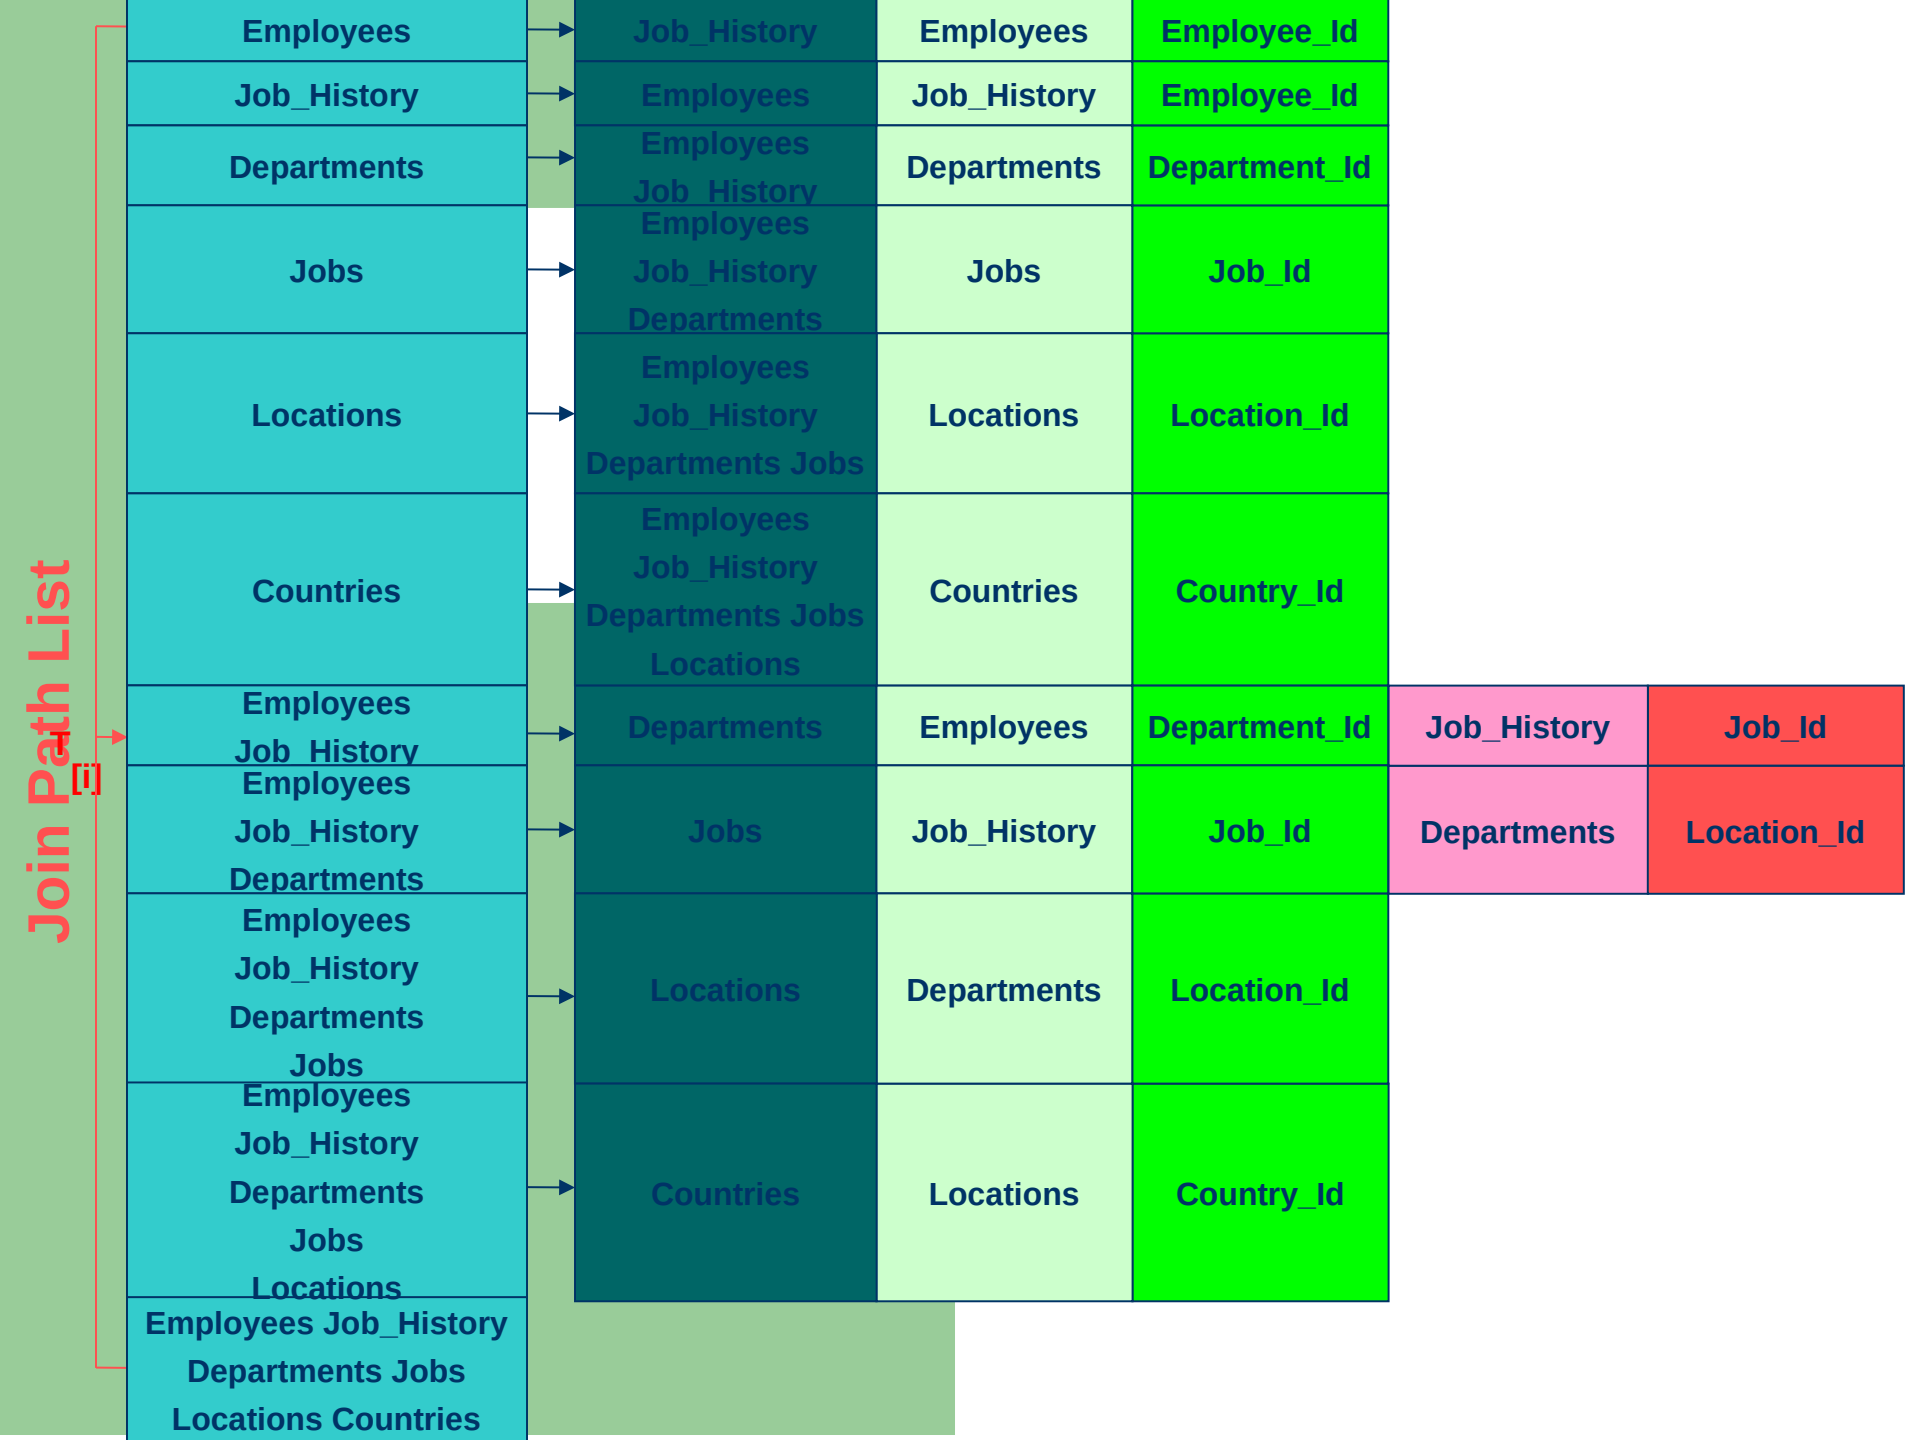 Join Path List
T
[i]
Employees
Job_History
Employees
Employee_Id
Job_History
Employees
Job_History
Employee_Id
Departments
Employees
Job_History
Departments
Department_Id
Jobs
Employees
Job_History
Departments
Jobs
Job_Id
Locations
Employees
Job_History
Departments Jobs
Locations
Location_Id
Countries
Employees
Job_History
Departments Jobs
Locations
Countries
Country_Id
Employees
Job_History
Departments
Employees
Department_Id
Job_History
Job_Id
Employees
Job_History
Departments
Jobs
Job_History
Job_Id
Departments
Location_Id
Employees
Job_History
Departments
Jobs
Locations
Departments
Location_Id
Employees
Job_History
Departments
Jobs
Locations
Countries
Locations
Country_Id
Employees Job_History
Departments Jobs
Locations Countries